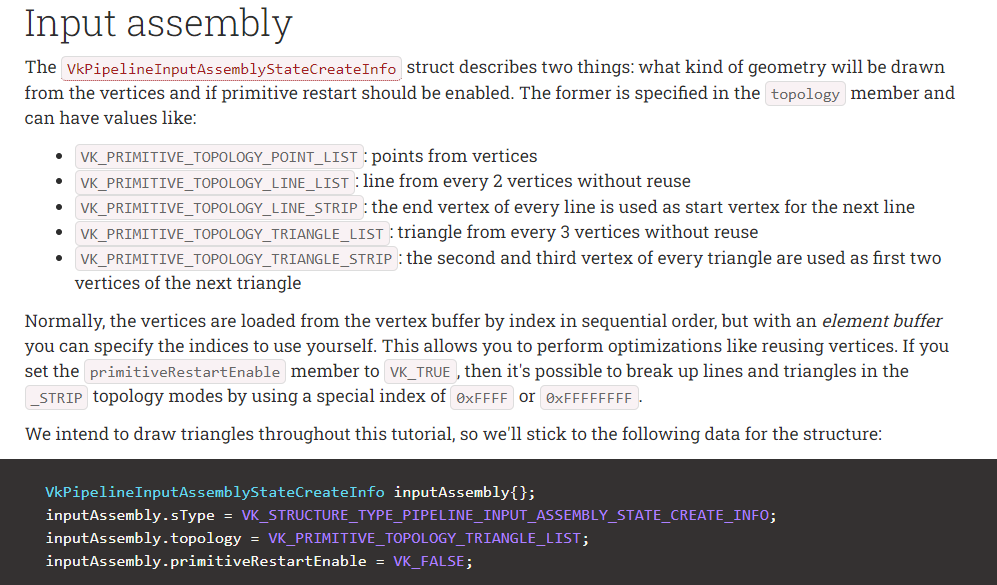 Input assembly
The VkPipelineInputAssemblyStateCreateInfo struct describes two things: what kind of geometry will be drawn
from the vertices and if primitive restart should be enabled. The former is specified in the topology member and
can have values like:
• VK_PRIMITIVE_TOPOLOGY_POINT_LIST: points from vertices
• VK_PRIMITIVE_TOPOLOGY_LINE_LIST: line from every 2 vertices without reuse
• VK_PRIMITIVE_TOPOLOGY_LINE_STRIP: the end vertex of every line is used as start vertex for the next line
• VK_PRIMITIVE_TOPOLOGY_TRIANGLE_LIST: triangle from every 3 vertices without reuse
• VK_PRIMITIVE_TOPOLOGY_TRIANGLE_STRIP: the second and third vertex of every triangle are used as first two
vertices of the next triangle
Normally, the vertices are loaded from the vertex buffer by index in sequential order, but with an element buffer
you can specify the indices to use yourself. This allows you to perform optimizations like reusing vertices. If you
set the primitiveRestartEnable member to VK_TRUE, then it's possible to break up lines and triangles in the
_STRIP topology modes by using a special index of 0xFFFF or 0xFFFFFFFF.
We intend to draw triangles throughout this tutorial, so we'll stick to the following data for the structure:
VkPipelineInputAssemblyStateCreateInfo inputAssembly{};
inputAssembly.sType = VK_STRUCTURE_TYPE_PIPELINE_INPUT_ASSEMBLY_STATE_CREATE_INFO;
inputAssembly.topology = VK_PRIMITIVE_TOPOLOGY_TRIANGLE_LIST;
inputAssembly.primitiveRestartEnable = VK_FALSE;